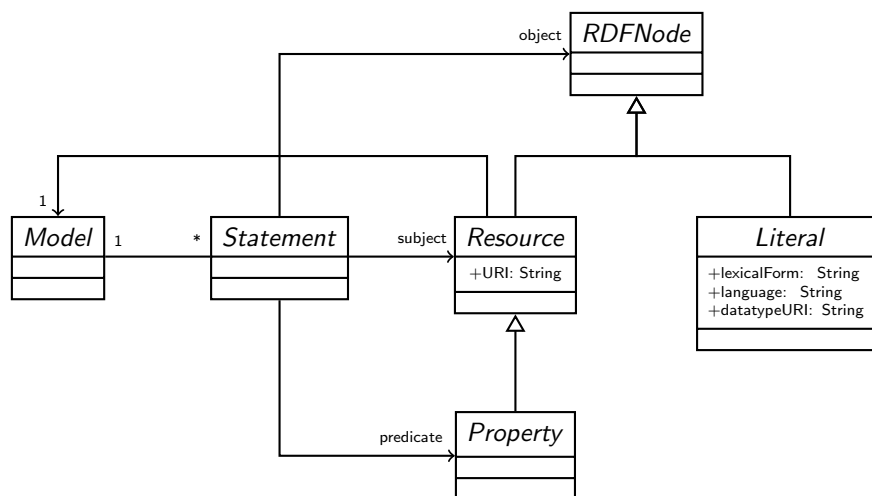 object
RDFNode
1
Model
1
*
Statement
subject
Resource
+URI: String
Literal
+lexicalForm: String
+language: String
+datatypeURI: String
predicate
Property